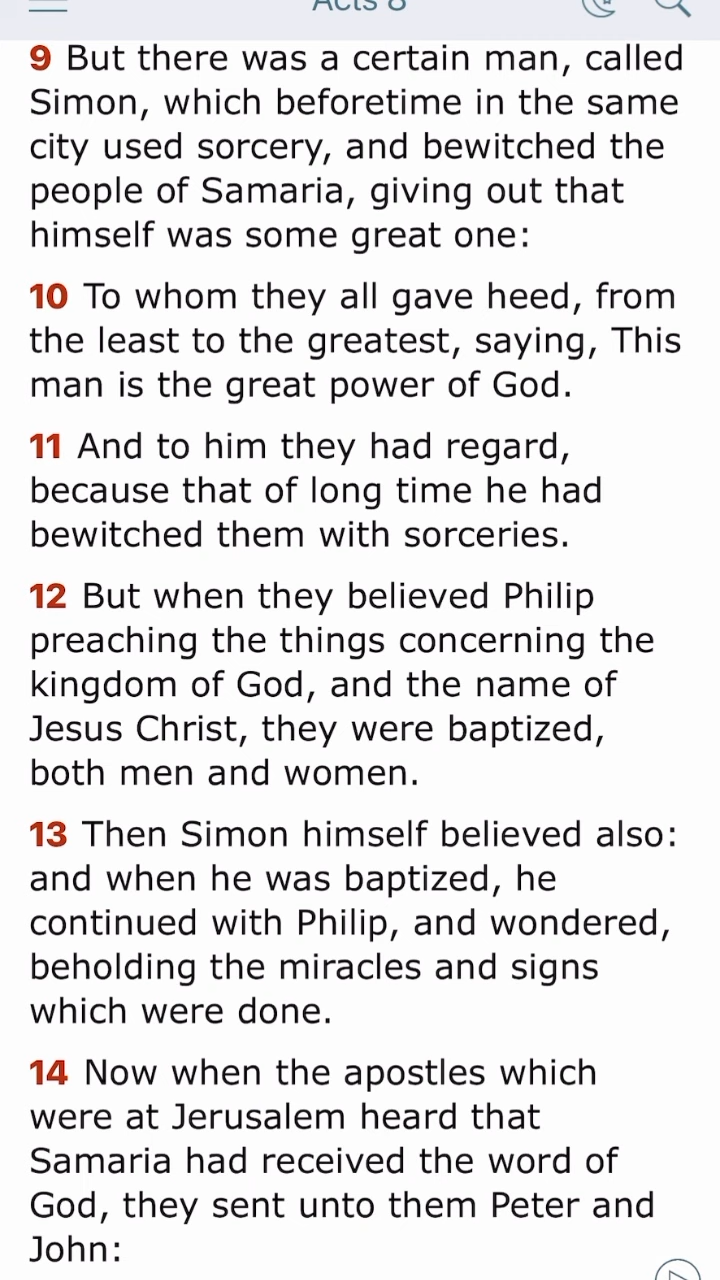 Acts 8
9 But there was a certain man, called
Simon, which beforetime in the same
city used sorcery, and bewitched the
people of Samaria, giving out that
himself was some great one:
10 To whom they all gave heed, from
the least to the greatest, saying, This
man is the great power of God.
11 And to him they had regard,
because that of long time he had
bewitched them with sorceries.
12 But when they believed Philip
preaching the things concerning the
kingdom of God, and the name of
Jesus Christ, they were baptized,
both men and women.
13 Then Simon himself believed also:
and when he was baptized, he
continued with Philip, and wondered,
beholding the miracles and signs
which were done.
14 Now when the apostles which
were at Jerusalem heard that
Samaria had received the word of
God, they sent unto them Peter and
John: